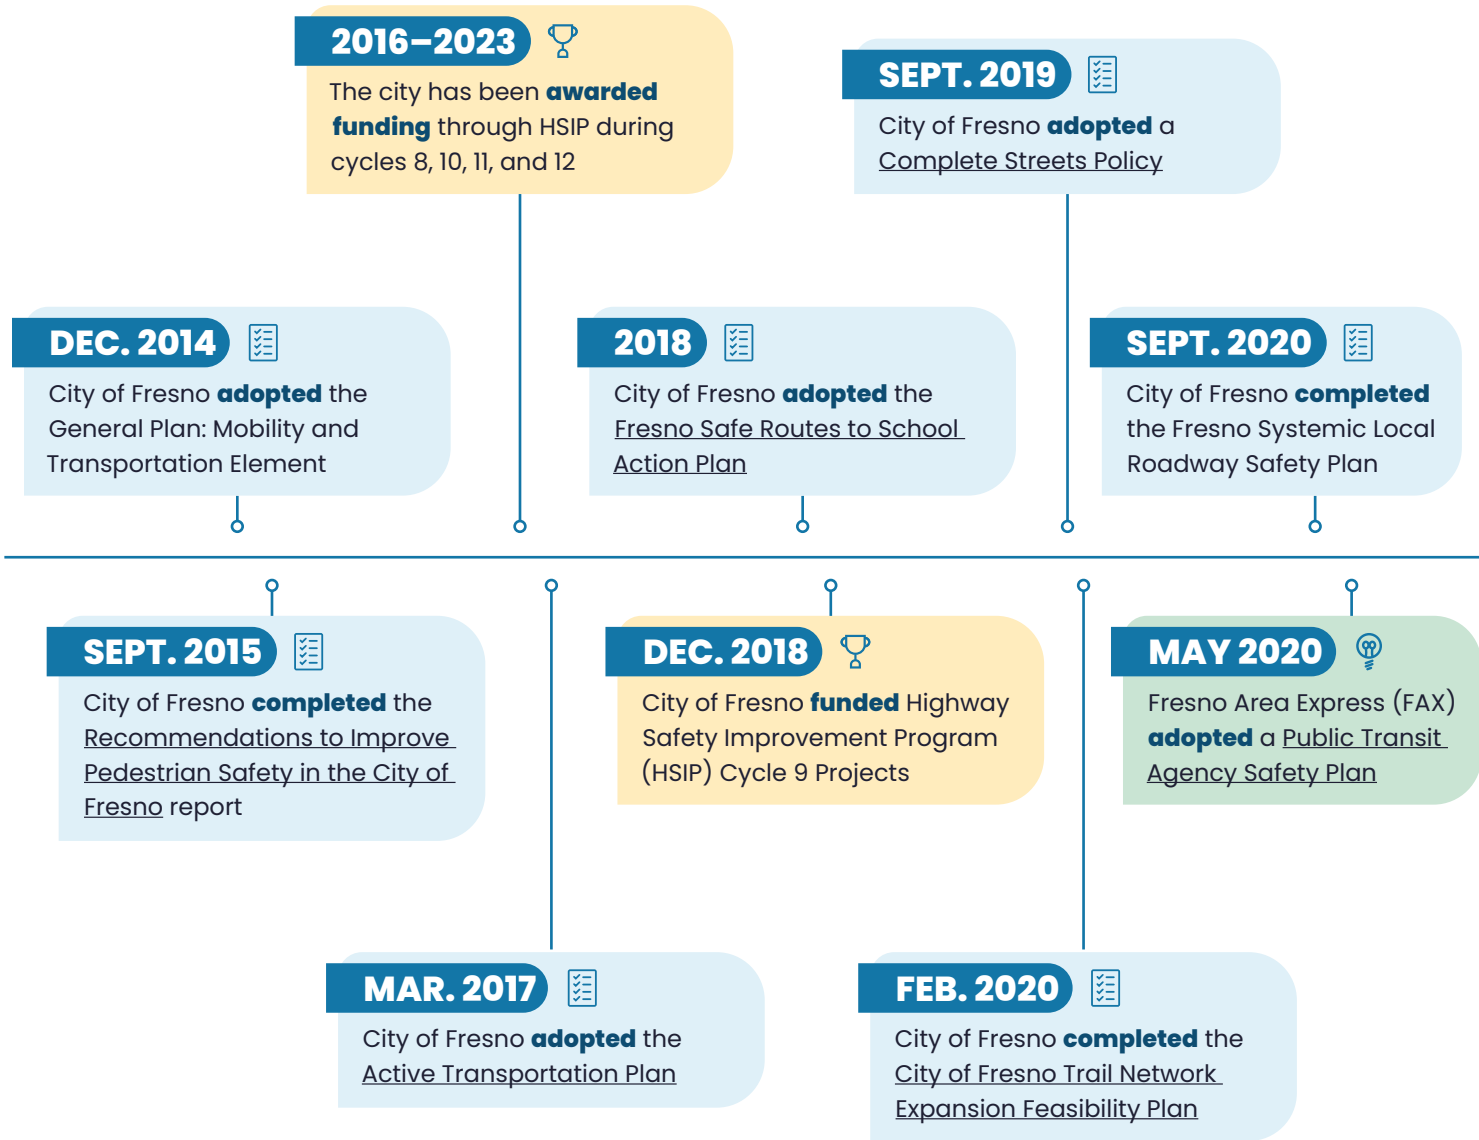 2016–2023
The city has been awarded
funding through HSIP during
cycles 8, 10, 11, and 12
SEPT. 2019
City of Fresno adopted a
Complete Streets Policy
DEC. 2014
City of Fresno adopted the
General Plan: Mobility and
Transportation Element
2018
City of Fresno adopted the
Fresno Safe Routes to School
Action Plan
SEPT. 2020
City of Fresno completed
the Fresno Systemic Local
Roadway Safety Plan
SEPT. 2015
City of Fresno completed the
Recommendations to Improve
Pedestrian Safety in the City of
Fresno report
DEC. 2018
City of Fresno funded Highway
Safety Improvement Program
(HSIP) Cycle 9 Projects
MAY 2020
Fresno Area Express (FAX)
adopted a Public Transit
Agency Safety Plan
MAR. 2017
City of Fresno adopted the
Active Transportation Plan
FEB. 2020
City of Fresno completed the
City of Fresno Trail Network
Expansion Feasibility Plan